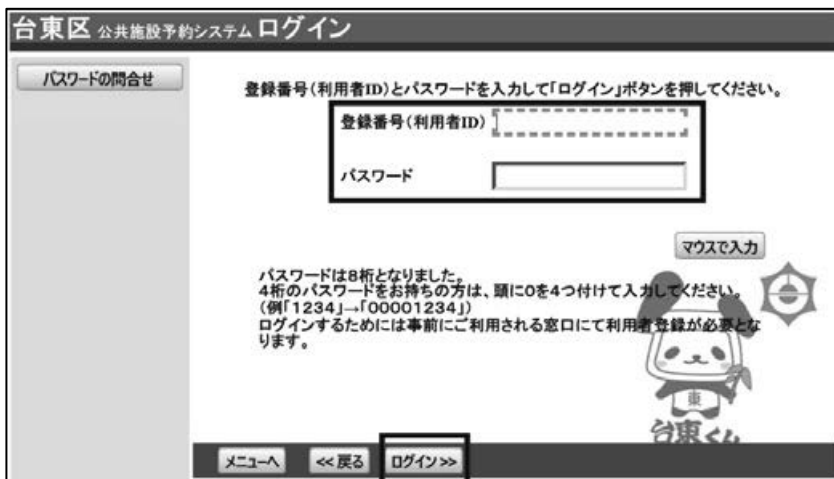 台東区 公共施設予約システム ログイン
パスワードの問合せ
登録番号(利用者ID)とパスワードを入力して「ログイン」ボタンを押してください。
登録番号(利用者ID)
パスワード
マウスで入力
パスワードは8桁となりました。
4桁のパスワードをお持ちの方は、頭に0を4つ付けて入力してください。
(例「1234」→「00001234」)
ログインするためには事前にご利用される窓口にて利用者登録が必要とな
ります。
東
台東くん
メニューへ <<戻る ログイン>>